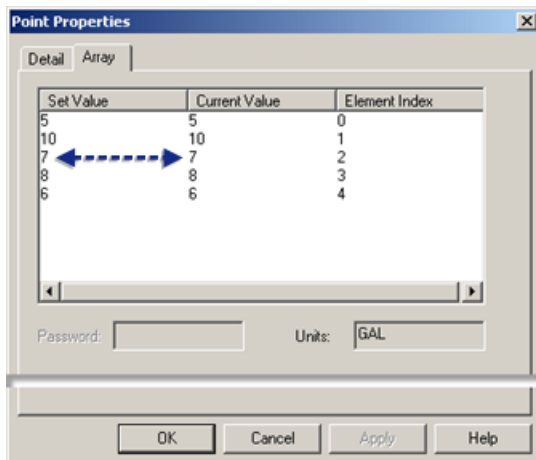 Point Properties
Detail Array
Set Value Current Value Element Index
5 5 0
10 10 1
7 7 2
8 8 3
6 6 4
Password: Units: GAL
OK Cancel Apply Help